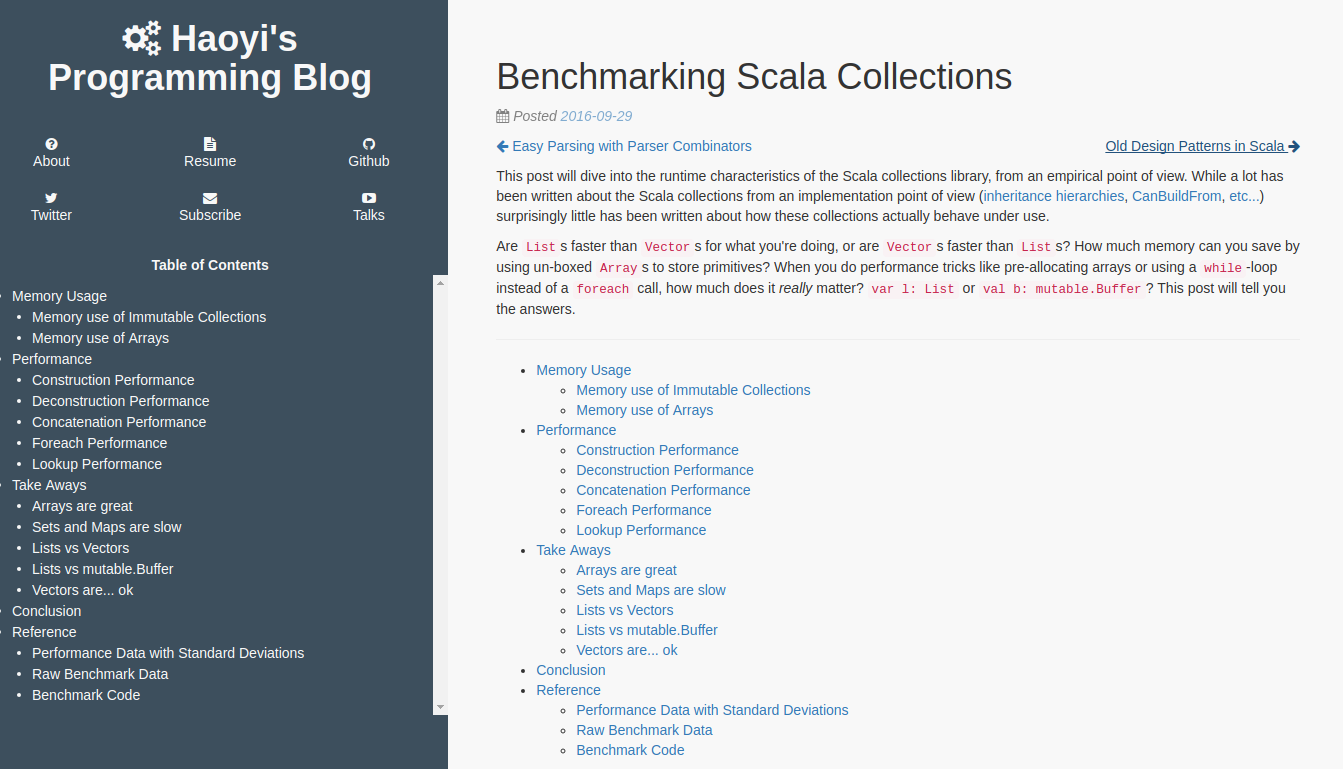 Haoyi's
Programming Blog
About
Resume
Github
Twitter
Subscribe
Talks
Table of Contents
Memory Usage
Memory use of Immutable Collections
Memory use of Arrays
Performance
Construction Performance
Deconstruction Performance
Concatenation Performance
Foreach Performance
Lookup Performance
Take Aways
Arrays are great
Sets and Maps are slow
Lists vs Vectors
Lists vs mutable.Buffer
Vectors are... ok
Conclusion
Reference
Performance Data with Standard Deviations
Raw Benchmark Data
Benchmark Code
Benchmarking Scala Collections
Posted 2016-09-29
Easy Parsing with Parser Combinators
Old Design Patterns in Scala
This post will dive into the runtime characteristics of the Scala collections library, from an empirical point of view. While a lot has
been written about the Scala collections from an implementation point of view (inheritance hierarchies, CanBuildFrom, etc...)
surprisingly little has been written about how these collections actually behave under use.
Are List s faster than Vector s for what you're doing, or are Vector s faster than List s? How much memory can you save by
using un-boxed Array s to store primitives? When you do performance tricks like pre-allocating arrays or using a while -loop
instead of a foreach call, how much does it really matter? var l: List or val b: mutable.Buffer ? This post will tell you
the answers.
Memory Usage
Memory use of Immutable Collections
Memory use of Arrays
Performance
Construction Performance
Deconstruction Performance
Concatenation Performance
Foreach Performance
Lookup Performance
Take Aways
Arrays are great
Sets and Maps are slow
Lists vs Vectors
Lists vs mutable.Buffer
Vectors are... ok
Conclusion
Reference
Performance Data with Standard Deviations
Raw Benchmark Data
Benchmark Code